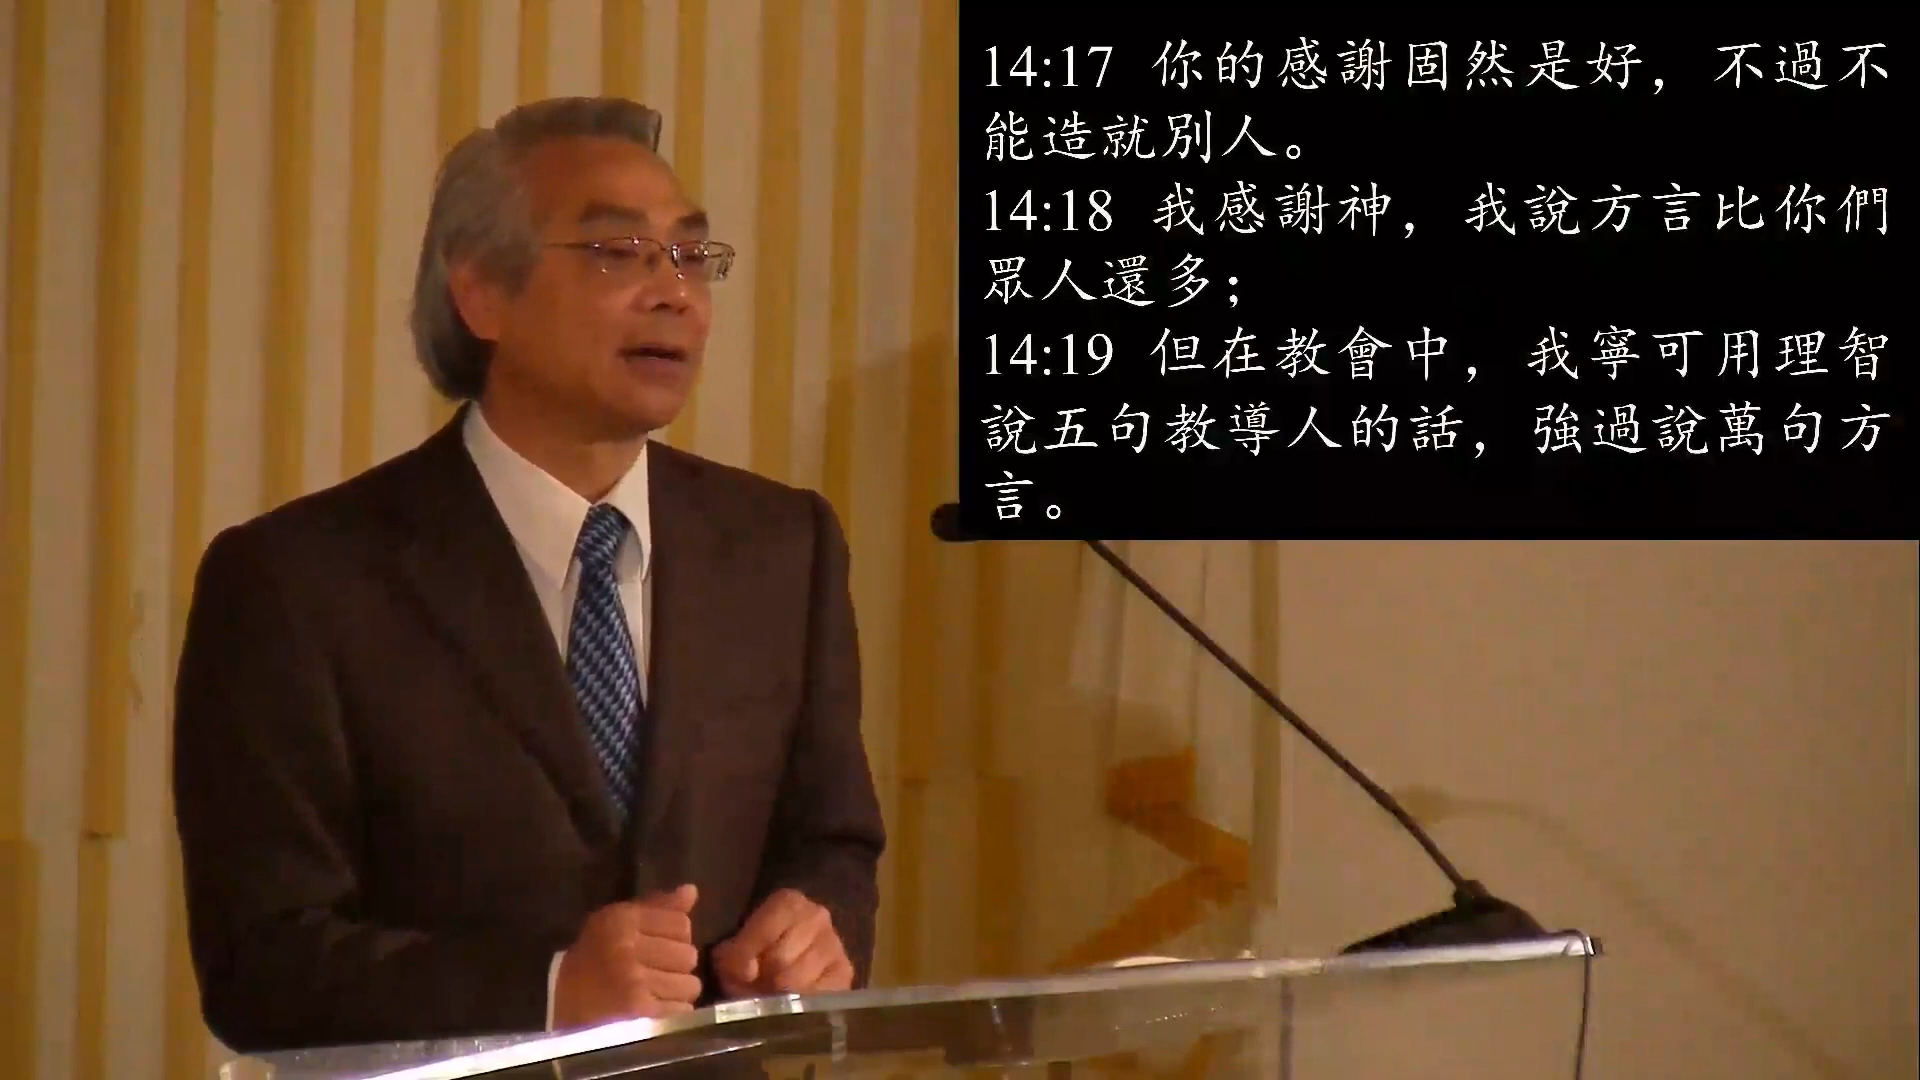 14:17 你的感謝固然是好，不過不
能造就別人。
14:18 我感謝神，我說方言比你們
眾人還多；
14:19 但在教會中，我寧可用理智
說五句教導人的話，強過說萬句方
言。